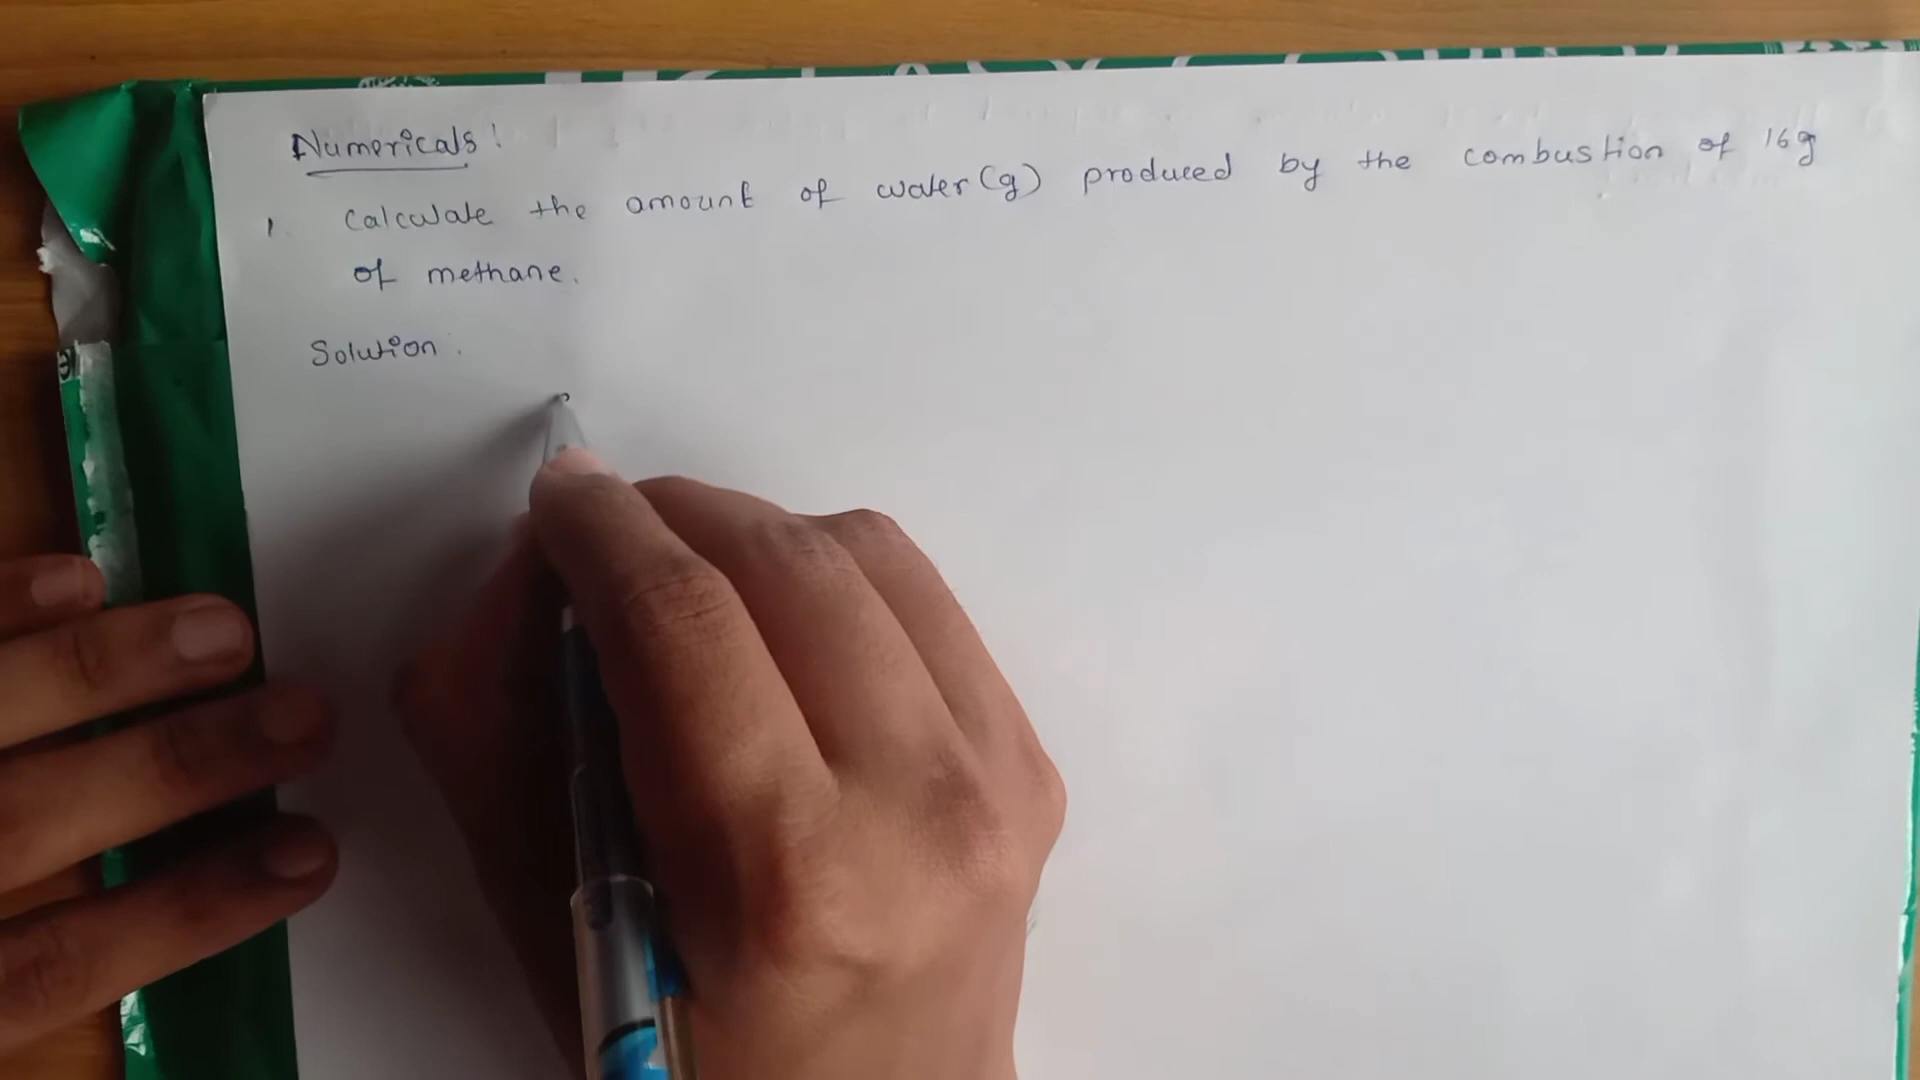 Numericals!
1. Calculate the amount of water(g) produced by the combustion of 16g
of methane.
Solution.